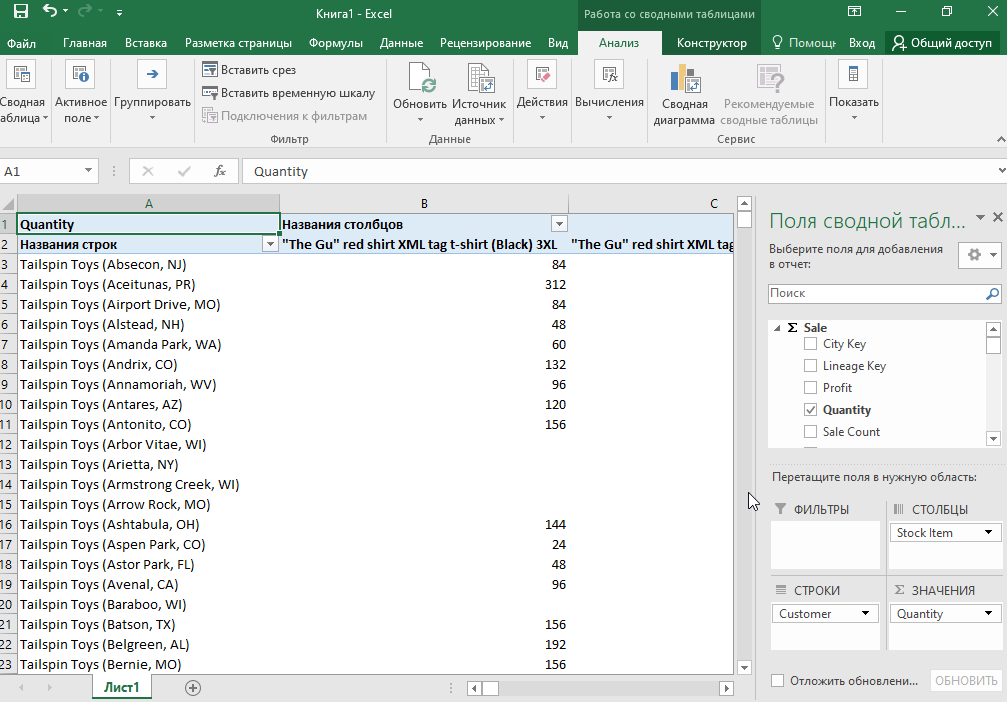 Книга1 - Excel
Работа со сводными таблицами
Файл Главная Вставка Разметка страницы Формулы Данные Рецензирование Вид Анализ Конструктор Помощь Вход Общий доступ
Сводная таблица
Активное поле
Группировать
Вставить срез
Вставить временную шкалу
Подключения к фильтрам
Фильтр
Обновить
Источник данных
Данные
Действия
Вычисления
Сводная диаграмма
Рекомендуемые сводные таблицы
Сервис
Показать
A1 fx Quantity
A B C
1 Quantity Названия столбцов
2 Названия строк "The Gu" red shirt XML tag t-shirt (Black) 3XL "The Gu" red shirt XML tag
3 Tailspin Toys (Absecon, NJ) 84
4 Tailspin Toys (Aceitunas, PR) 312
5 Tailspin Toys (Airport Drive, MO) 84
6 Tailspin Toys (Alstead, NH) 48
7 Tailspin Toys (Amanda Park, WA) 60
8 Tailspin Toys (Andrix, CO) 132
9 Tailspin Toys (Annamoriah, WV) 96
10 Tailspin Toys (Antares, AZ) 120
11 Tailspin Toys (Antonito, CO) 156
12 Tailspin Toys (Arbor Vitae, WI)
13 Tailspin Toys (Arietta, NY)
14 Tailspin Toys (Armstrong Creek, WI)
15 Tailspin Toys (Arrow Rock, MO)
16 Tailspin Toys (Ashtabula, OH) 144
17 Tailspin Toys (Aspen Park, CO) 24
18 Tailspin Toys (Astor Park, FL) 48
19 Tailspin Toys (Avenal, CA) 96
20 Tailspin Toys (Baraboo, WI)
21 Tailspin Toys (Batson, TX) 156
22 Tailspin Toys (Belgreen, AL) 192
23 Tailspin Toys (Bernie, MO) 156
Лист1
Поля сводной табл...
Выберите поля для добавления
в отчет:
Поиск
Σ Sale
City Key
Lineage Key
Profit
Quantity
Sale Count
Перетащите поля в нужную область:
ФИЛЬТРЫ
СТОЛБЦЫ
Stock Item
СТРОКИ
Customer
Σ ЗНАЧЕНИЯ
Quantity
Отложить обновлени...
ОБНОВИТЬ